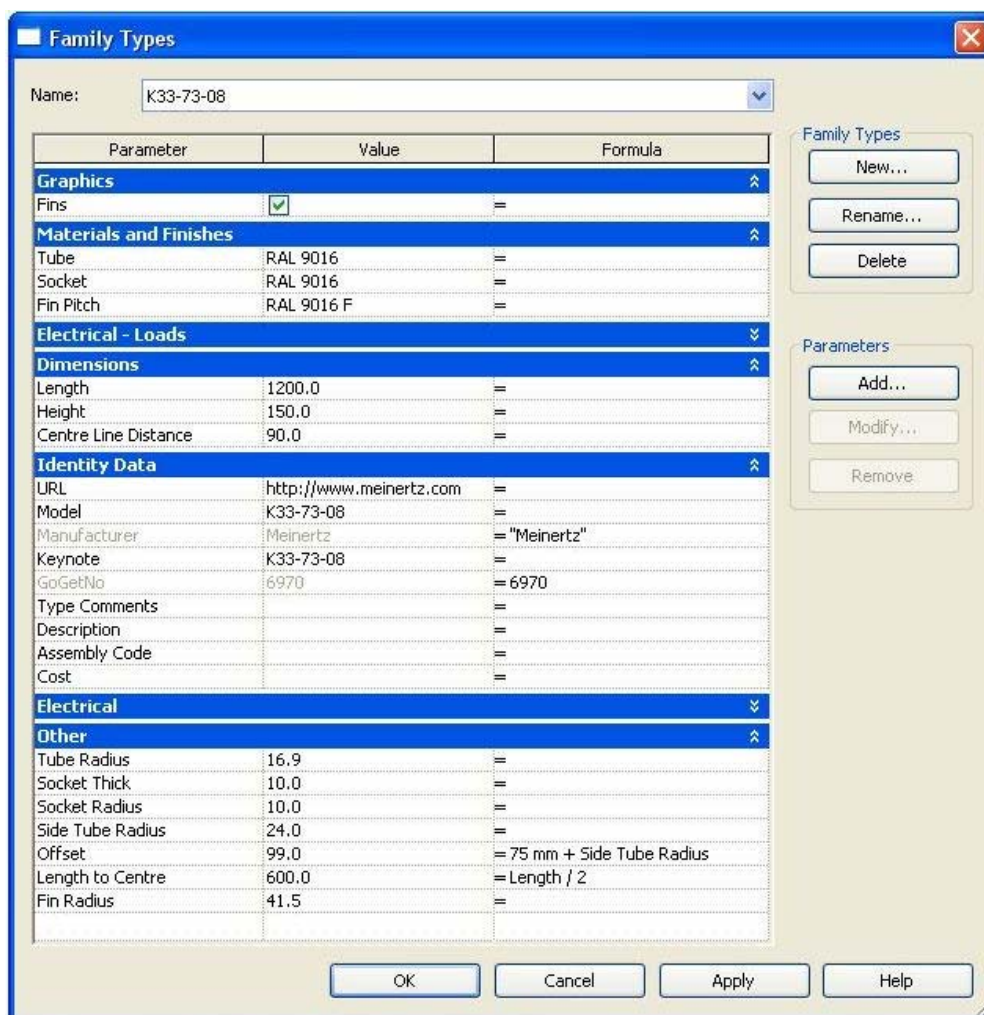 Family Types
Name: K33-73-08
Parameter Value Formula
Graphics
Fins =
Materials and Finishes
Tube RAL 9016 =
Socket RAL 9016 =
Fin Pitch RAL 9016 F =
Electrical - Loads
Dimensions
Length 1200.0 =
Height 150.0 =
Centre Line Distance 90.0 =
Identity Data
URL http://www.meinertz.com =
Model K33-73-08 =
Manufacturer Meinertz = "Meinertz"
Keynote K33-73-08 =
GoGetNo 6970 = 6970
Type Comments =
Description =
Assembly Code =
Cost =
Electrical
Other
Tube Radius 16.9 =
Socket Thick 10.0 =
Socket Radius 10.0 =
Side Tube Radius 24.0 =
Offset 99.0 = 75 mm + Side Tube Radius
Length to Centre 600.0 = Length / 2
Fin Radius 41.5 =
Family Types
New...
Rename...
Delete
Parameters
Add...
Modify...
Remove
OK Cancel Apply Help